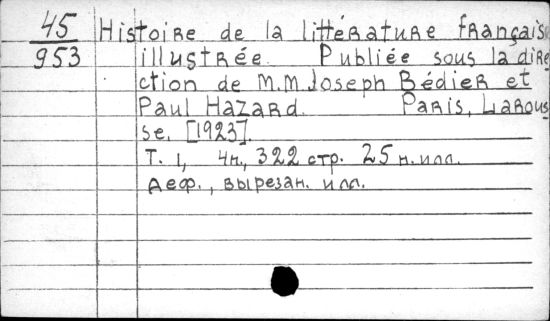 45 Histoire de la littérature française
953 illustrée. Publiée sous la dire
ction de M.M. Joseph Bédier et
Paul Hazard. Paris, Larous
se, [1923].
Т. 1, 4н., 322 стр. 25 н. илл.
Деф., вырезан. илл.